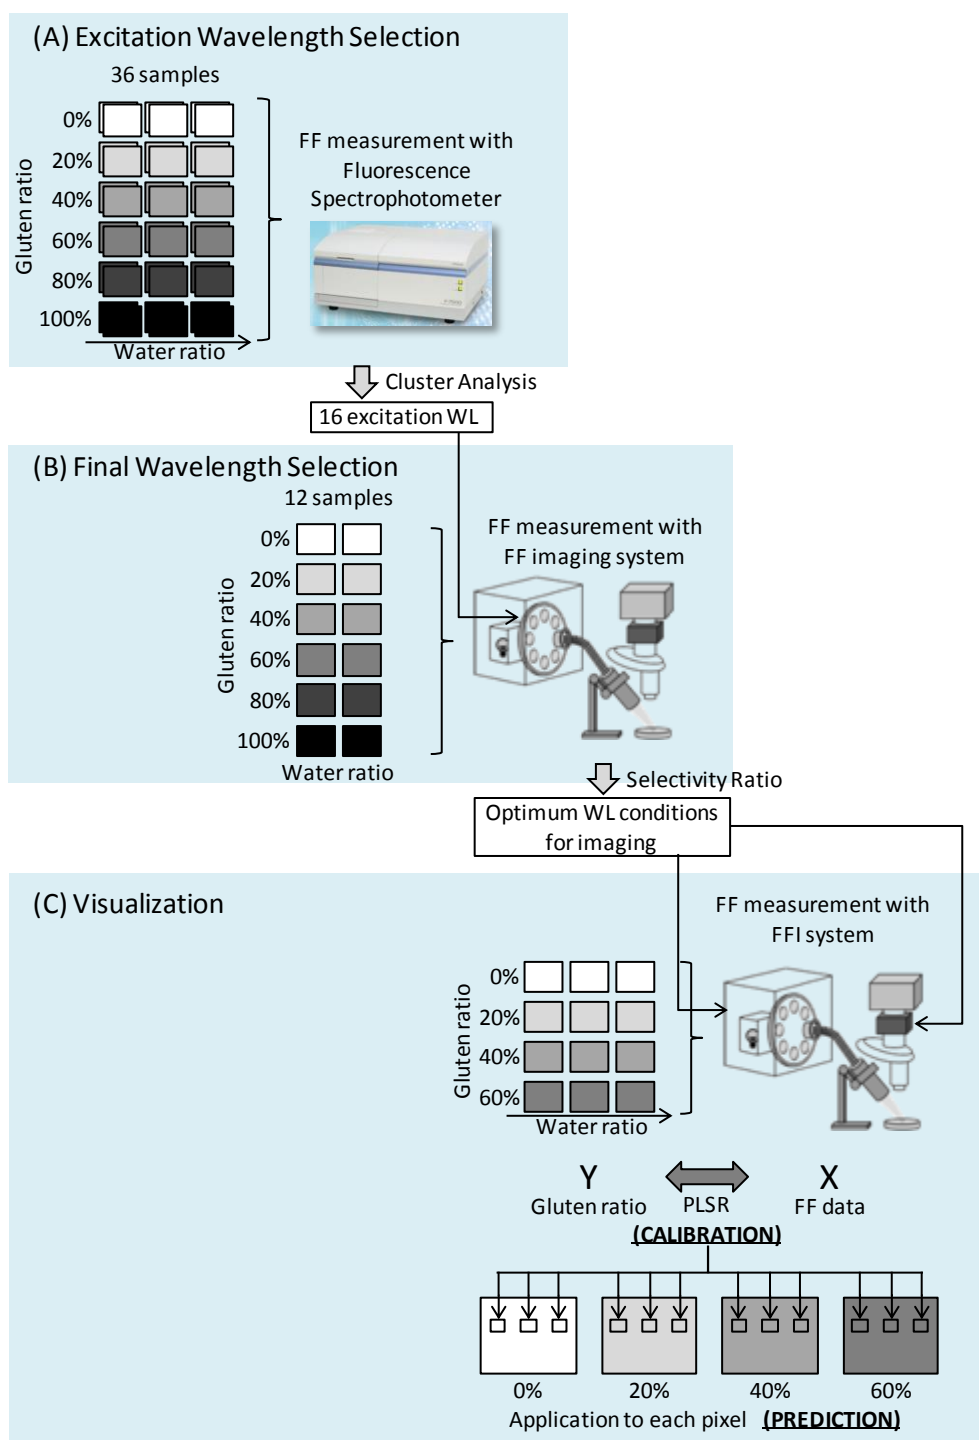 (A) Excitation Wavelength Selection
36 samples
0%
20%
40%
60%
80%
100%
Gluten ratio
Water ratio
FF measurement with
Fluorescence
Spectrophotometer
Cluster Analysis
16 excitation WL
(B) Final Wavelength Selection
12 samples
0%
20%
40%
60%
80%
100%
Gluten ratio
Water ratio
FF measurement with
FF imaging system
Selectivity Ratio
Optimum WL conditions
for imaging
(C) Visualization
FF measurement with
FFI system
0%
20%
40%
60%
Gluten ratio
Water ratio
Y
X
Gluten ratio
PLSR
FF data
(CALIBRATION)
0%
20%
40%
60%
Application to each pixel (PREDICTION)